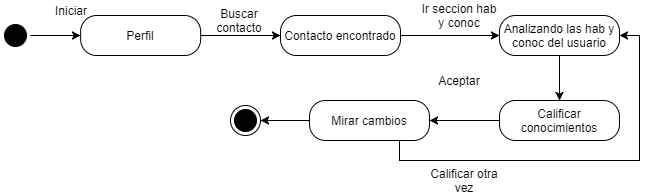 Iniciar
Perfil
Buscar
contacto
Contacto encontrado
Ir seccion hab
y conoc
Analizando las hab y
conoc del usuario
Aceptar
Calificar
conocimientos
Mirar cambios
Calificar otra
vez